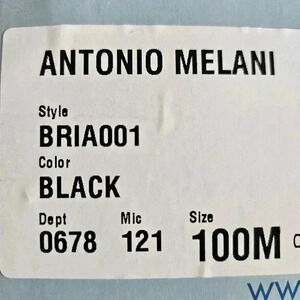 ANTONIO MELANI
Style
BRIA001
Color
BLACK
Dept Mic Size
0678 121 100M